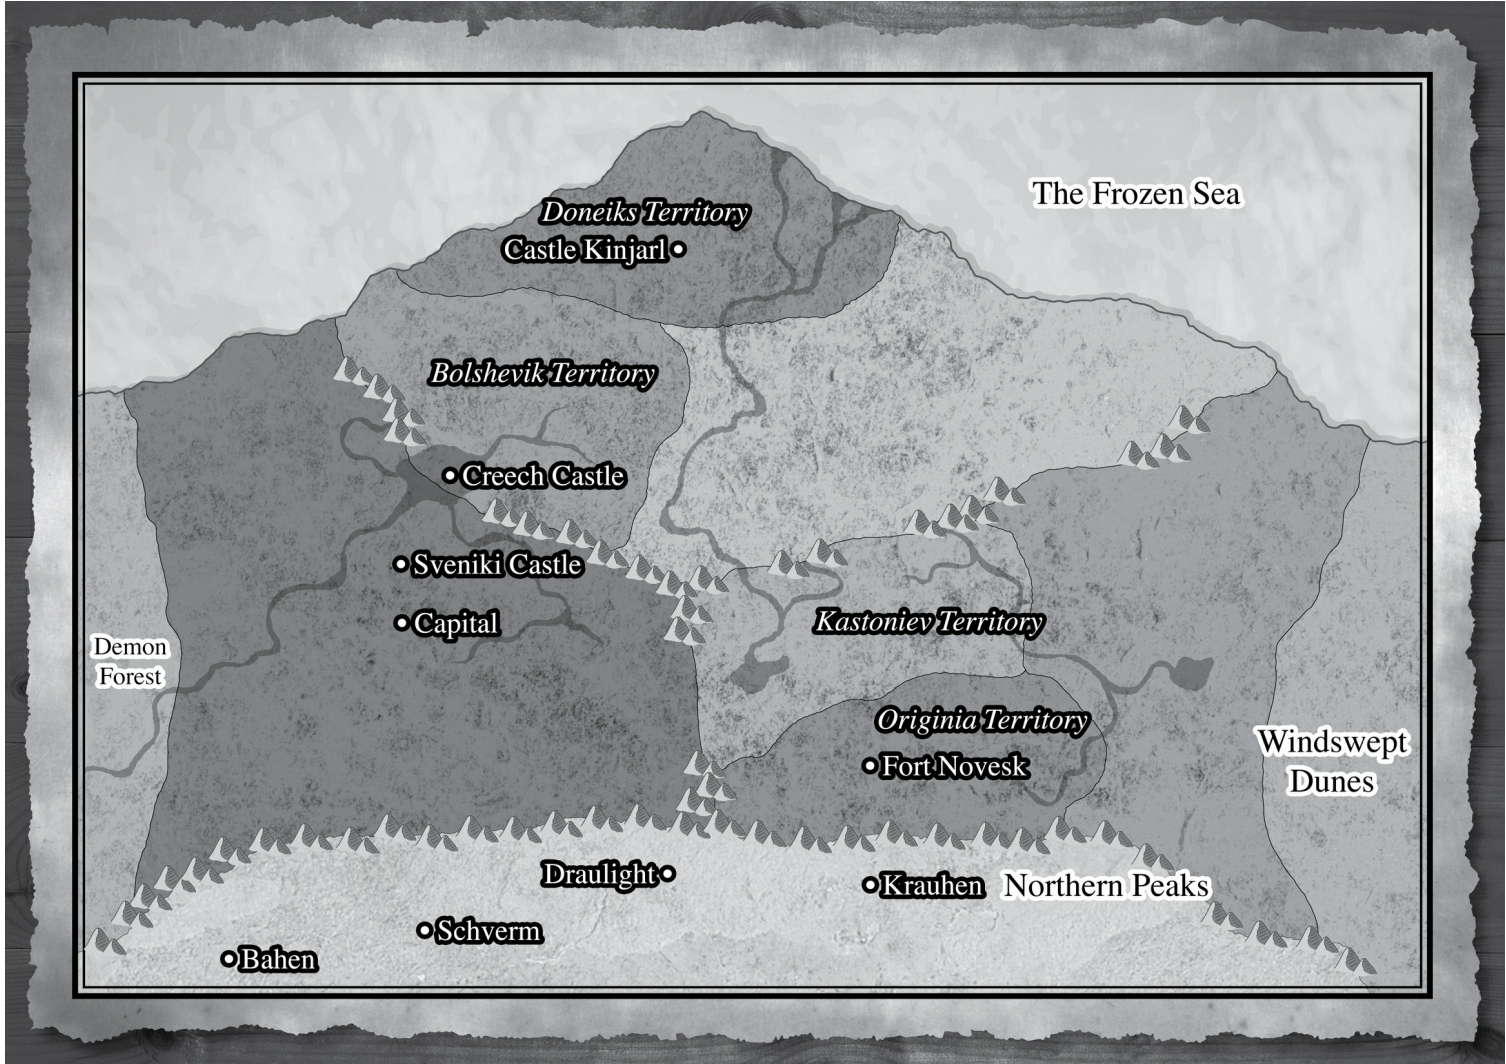 The Frozen Sea
Doneiks Territory
Castle Kinjarl
Bolshevik Territory
Creech Castle
Sveniki Castle
Capital
Kastoniev Territory
Demon
Forest
Originia Territory
Fort Novesk
Windswept
Dunes
Draulight
Krauhen
Northern Peaks
Schverm
Bahen